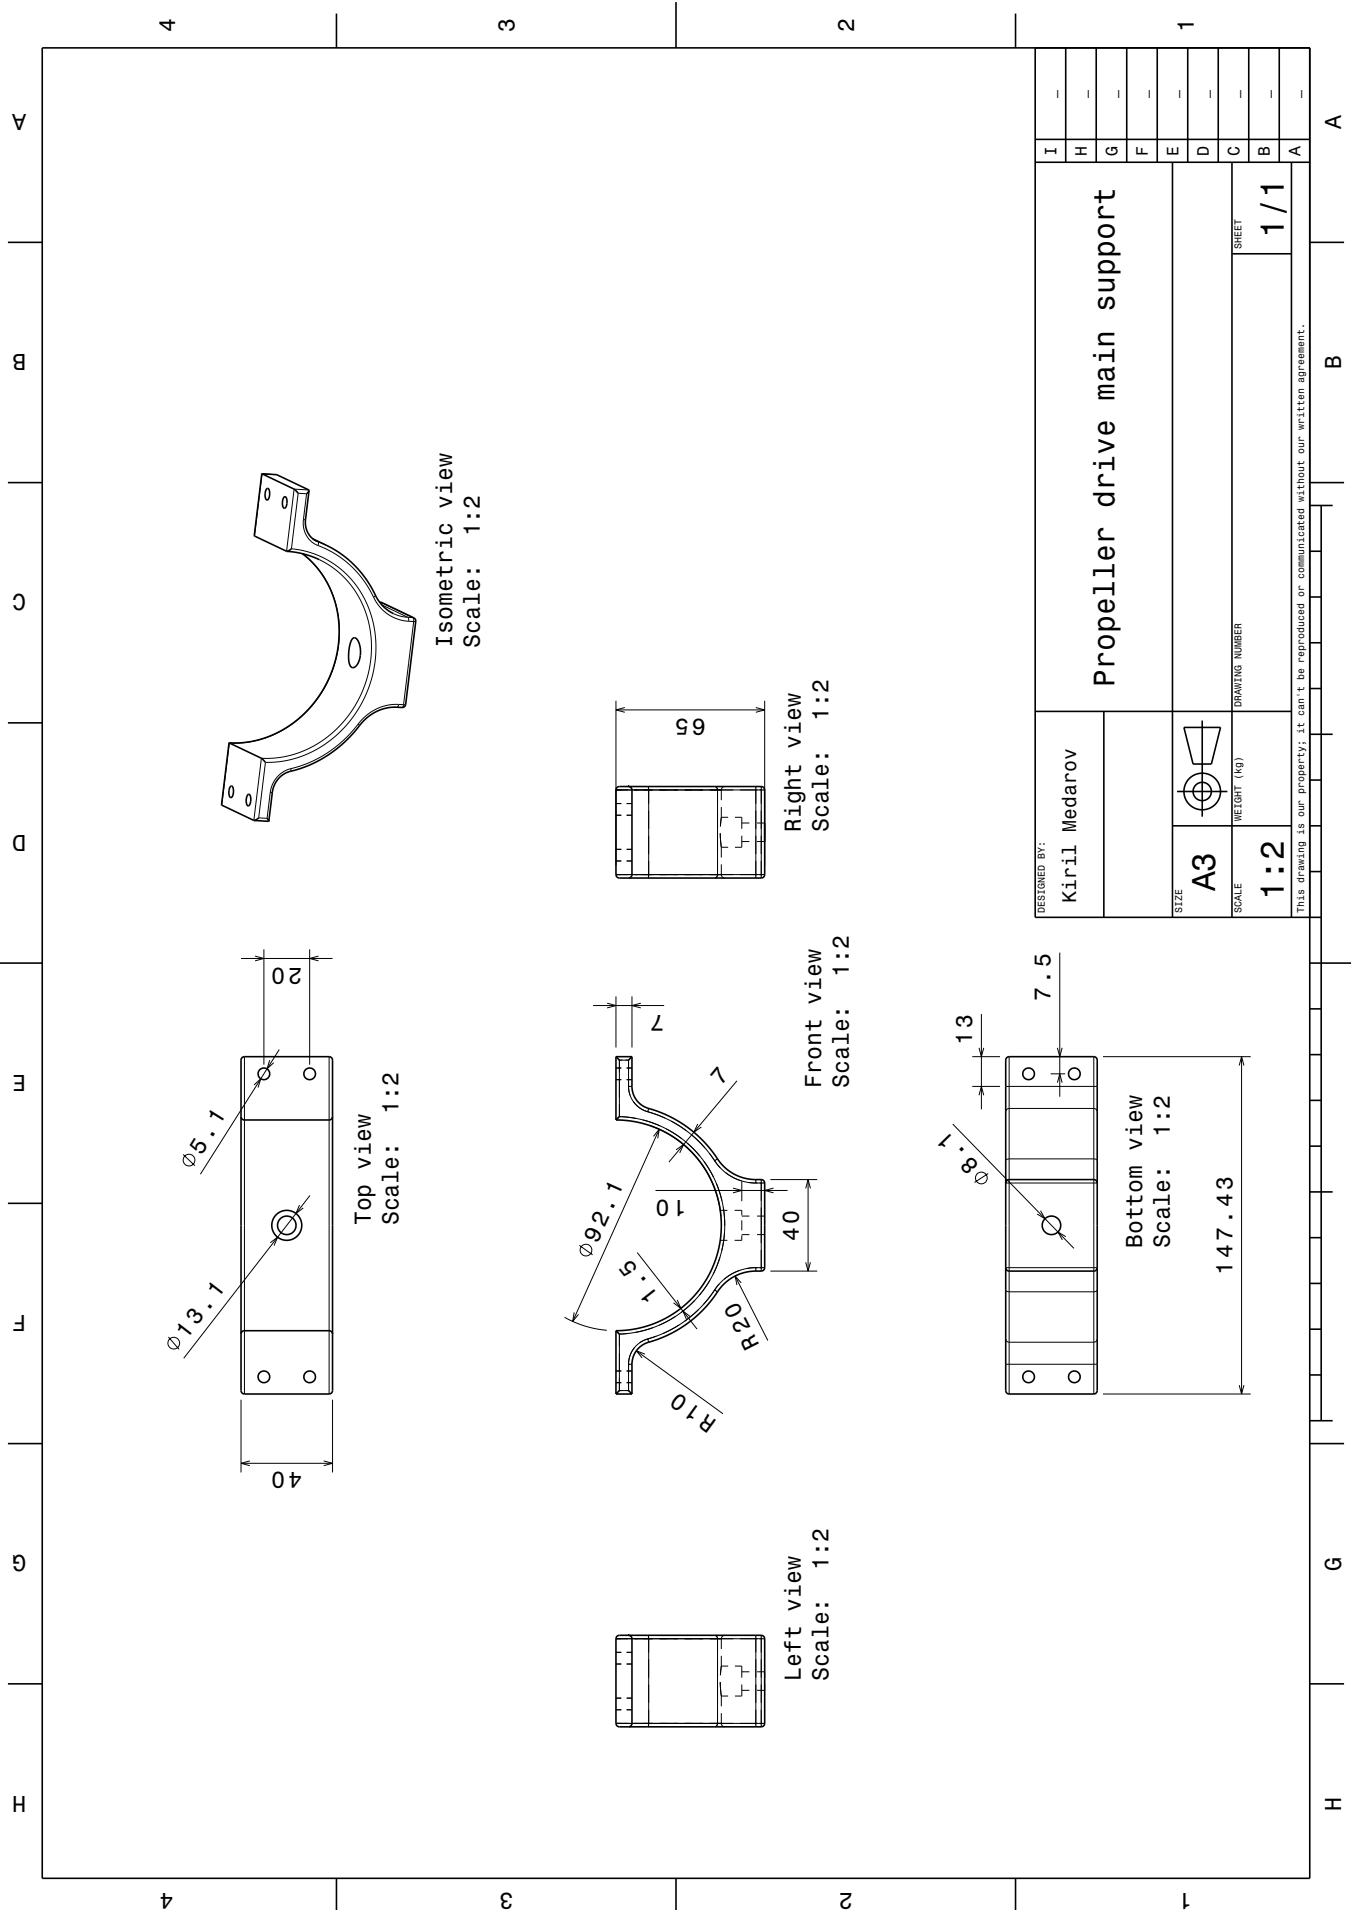 4
3
2
1
A
B
C
D
E
F
G
H
A
B
G
H
4
3
2
1
Left view
Scale: 1:2
Top view
Scale: 1:2
Ø13.1
Ø5.1
40
20
Front view
Scale: 1:2
R10
R20
1.5
Ø92.1
10
40
7
7
Bottom view
Scale: 1:2
Ø8.1
13
7.5
147.43
Right view
Scale: 1:2
65
Isometric view
Scale: 1:2
DESIGNED BY:
Kiril Medarov
Propeller drive main support
SIZE
A3
SCALE
1:2
WEIGHT (kg)
DRAWING NUMBER
SHEET
1/1
This drawing is our property; it can't be reproduced or communicated without our written agreement.
I –
H –
G –
F –
E –
D –
C –
B –
A –